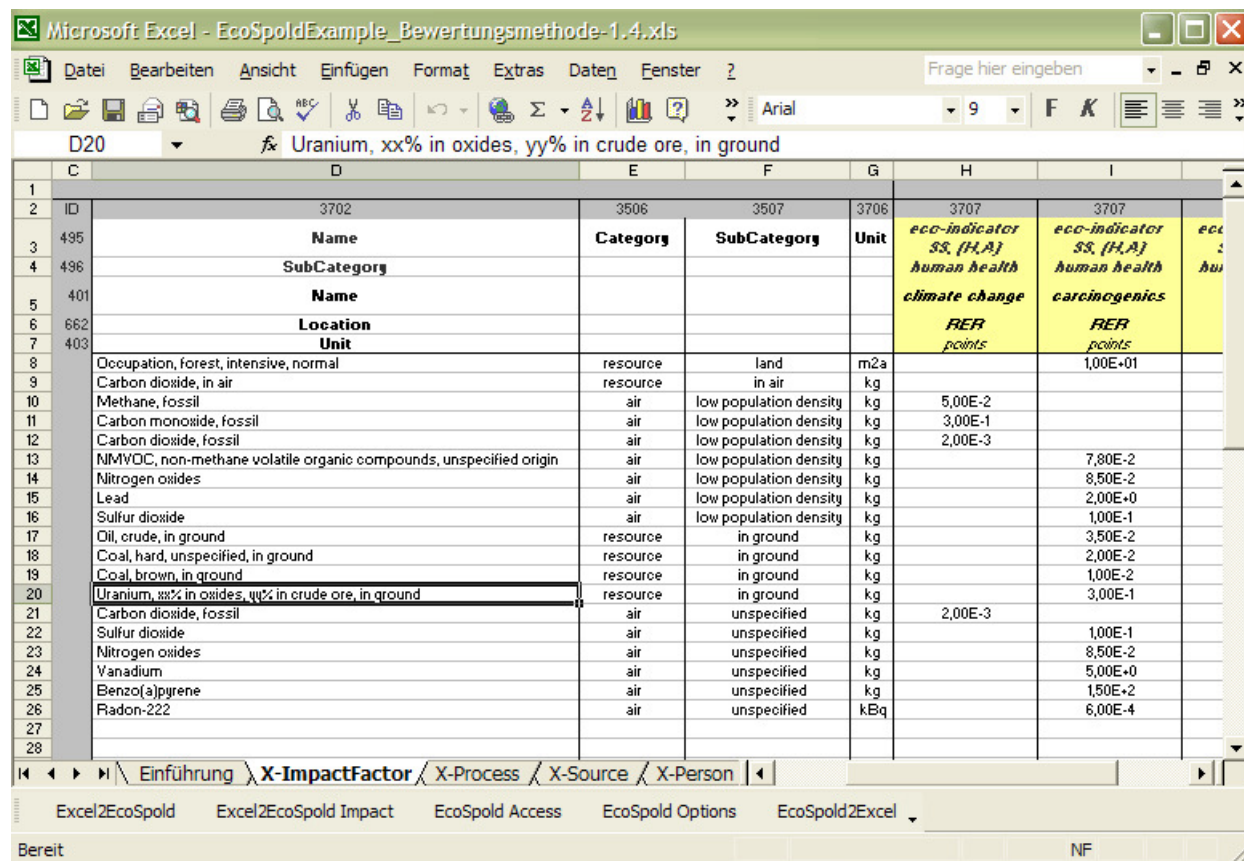 Microsoft Excel - EcoSpoldExample_Bewertungsmethode-1.4.xls
Datei Bearbeiten Ansicht Einfügen Format Extras Daten Fenster ? Frage hier eingeben
Arial 9 F K
D20 fx Uranium, xx% in oxides, yy% in crude ore, in ground
C D E F G H I
1
2 ID 3702 3506 3507 3706 3707 3707
3 495 Name Category SubCategory Unit eco-indicator 99, (H,A) eco-indicator 99, (H,A)
4 496 SubCategory human health human health
5 401 Name climate change carcinogenics
6 662 Location RER RER
7 403 Unit points points
8 Occupation, forest, intensive, normal resource land m2a 1,00E+01
9 Carbon dioxide, in air resource in air kg
10 Methane, fossil air low population density kg 5,00E-2
11 Carbon monoxide, fossil air low population density kg 3,00E-1
12 Carbon dioxide, fossil air low population density kg 2,00E-3
13 NMVOC, non-methane volatile organic compounds, unspecified origin air low population density kg 7,80E-2
14 Nitrogen oxides air low population density kg 8,50E-2
15 Lead air low population density kg 2,00E+0
16 Sulfur dioxide air low population density kg 1,00E-1
17 Oil, crude, in ground resource in ground kg 3,50E-2
18 Coal, hard, unspecified, in ground resource in ground kg 2,00E-2
19 Coal, brown, in ground resource in ground kg 1,00E-2
20 Uranium, xx% in oxides, yy% in crude ore, in ground resource in ground kg 3,00E-1
21 Carbon dioxide, fossil air unspecified kg 2,00E-3
22 Sulfur dioxide air unspecified kg 1,00E-1
23 Nitrogen oxides air unspecified kg 8,50E-2
24 Vanadium air unspecified kg 5,00E+0
25 Benzo(a)pyrene air unspecified kg 1,50E+2
26 Radon-222 air unspecified kBq 6,00E-4
27
28
Einführung X-ImpactFactor X-Process X-Source X-Person
Excel2EcoSpold Excel2EcoSpold Impact EcoSpold Access EcoSpold Options EcoSpold2Excel
Bereit NF